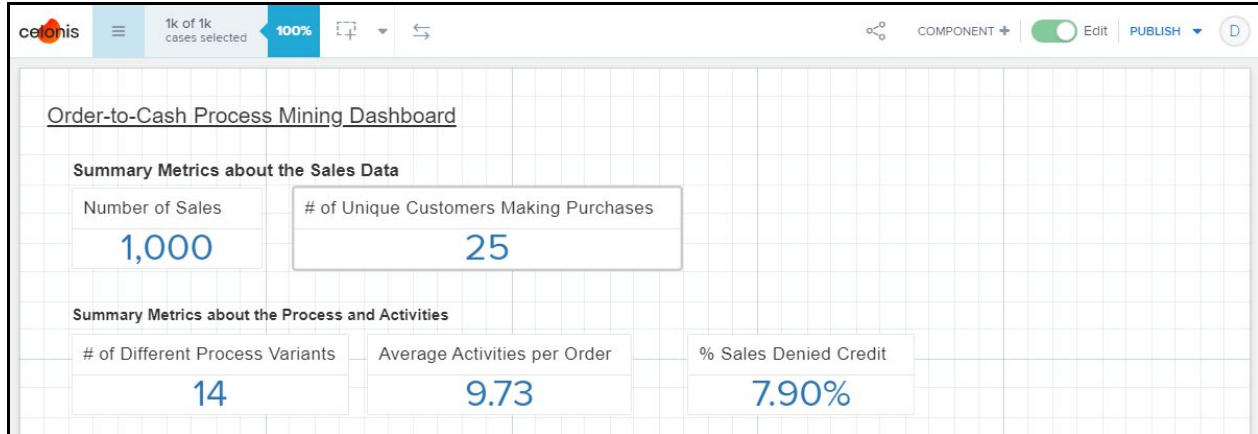 celonis
1k of 1k
cases selected
100%
COMPONENT +
Edit
PUBLISH
D
Order-to-Cash Process Mining Dashboard
Summary Metrics about the Sales Data
Number of Sales
# of Unique Customers Making Purchases
1,000
25
Summary Metrics about the Process and Activities
# of Different Process Variants
Average Activities per Order
% Sales Denied Credit
14
9.73
7.90%